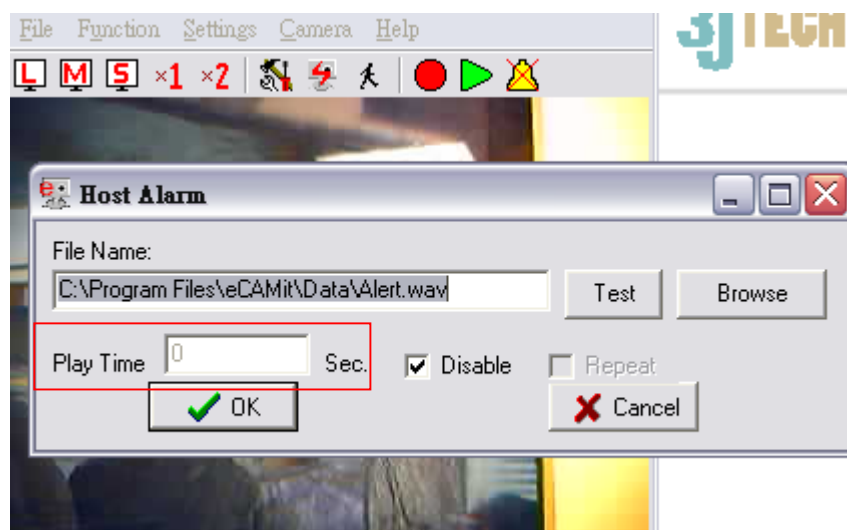 File Function Settings Camera Help
3JTECH
L M S ×1 ×2
Host Alarm
File Name:
C:\Program Files\eCAMit\Data\Alert.wav Test Browse
Play Time 0 Sec. Disable Repeat
OK Cancel